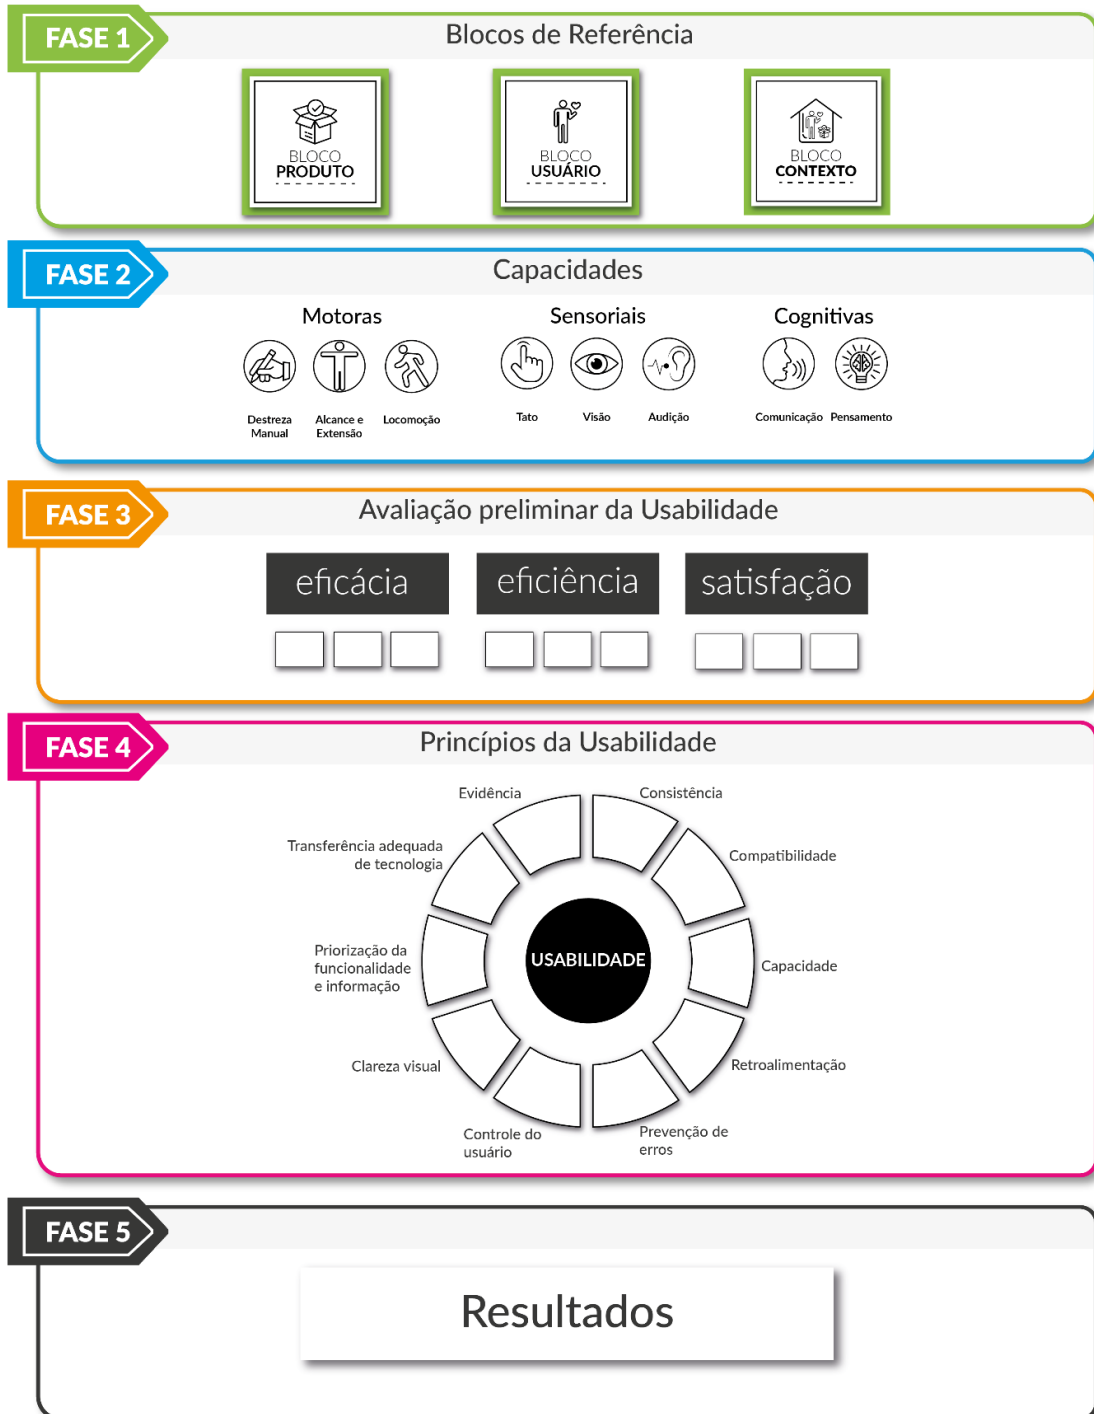 FASE 1
Blocos de Referência
BLOCO
PRODUTO
BLOCO
USUÁRIO
BLOCO
CONTEXTO
FASE 2
Capacidades
Motoras
Sensoriais
Cognitivas
Destreza
Manual
Alcance e
Extensão
Locomoção
Tato
Visão
Audição
Comunicação
Pensamento
FASE 3
Avaliação preliminar da Usabilidade
eficácia
eficiência
satisfação
FASE 4
Princípios da Usabilidade
Evidência
Consistência
Transferência adequada
de tecnologia
Compatibilidade
Priorização da
funcionalidade
e informação
USABILIDADE
Capacidade
Clareza visual
Retroalimentação
Controle do
usuário
Prevenção de
erros
FASE 5
Resultados